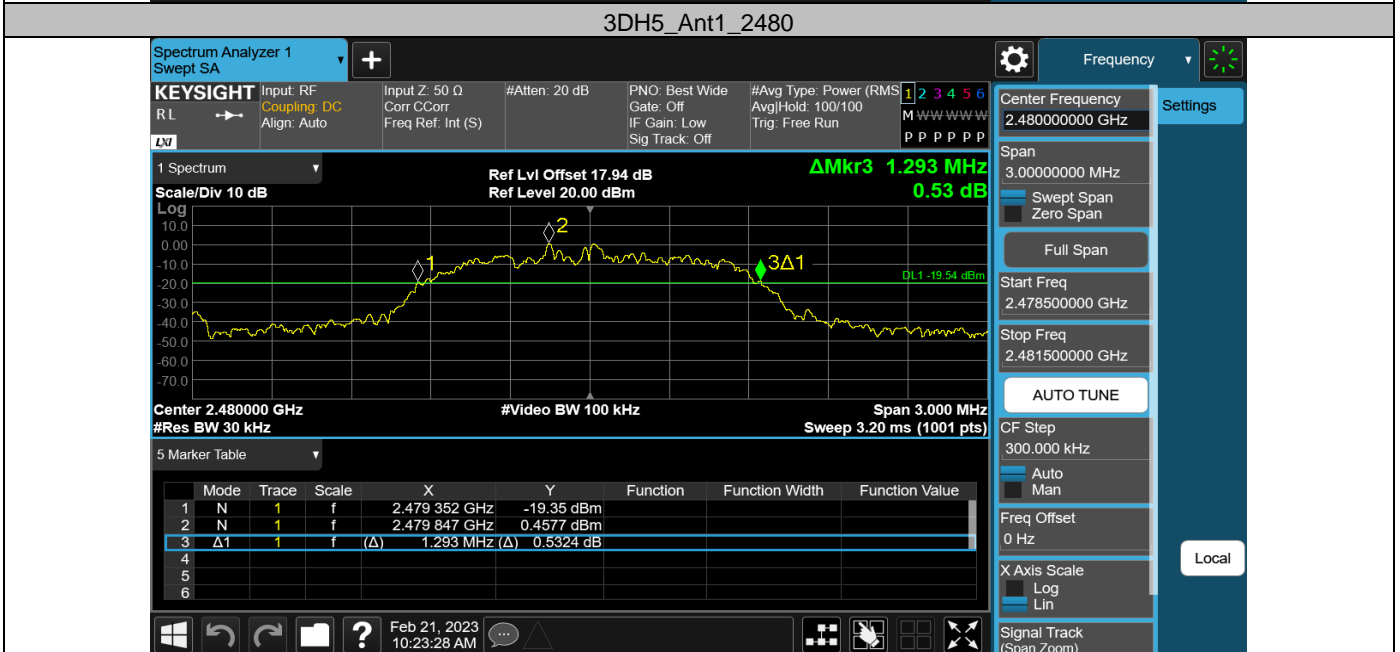 3DH5_Ant1_2480
Spectrum Analyzer 1
Swept SA
Frequency
KEYSIGHT
RL
LXI
Input: RF
Coupling: DC
Align: Auto
Input Z: 50 Ω
Corr CCorr
Freq Ref: Int (S)
#Atten: 20 dB
PNO: Best Wide
Gate: Off
IF Gain: Low
Sig Track: Off
#Avg Type: Power (RMS
Avg|Hold: 100/100
Trig: Free Run
1 2 3 4 5 6
M W W W W W
P P P P P P
1 Spectrum
Scale/Div 10 dB
Ref Lvl Offset 17.94 dB
Ref Level 20.00 dBm
ΔMkr3 1.293 MHz
0.53 dB
Log
10.0
0.00
-10.0
-20.0
-30.0
-40.0
-50.0
-60.0
-70.0
1
2
3Δ1
DL1 -19.54 dBm
Center 2.480000 GHz
#Res BW 30 kHz
#Video BW 100 kHz
Span 3.000 MHz
Sweep 3.20 ms (1001 pts)
5 Marker Table
Mode Trace Scale X Y Function Function Width Function Value
1 N 1 f 2.479 352 GHz -19.35 dBm
2 N 1 f 2.479 847 GHz 0.4577 dBm
3 Δ1 1 f (Δ) 1.293 MHz (Δ) 0.5324 dB
4
5
6
Feb 21, 2023
10:23:28 AM
Center Frequency
2.480000000 GHz
Span
3.00000000 MHz
Swept Span
Zero Span
Full Span
Start Freq
2.478500000 GHz
Stop Freq
2.481500000 GHz
AUTO TUNE
CF Step
300.000 kHz
Auto
Man
Freq Offset
0 Hz
X Axis Scale
Log
Lin
Signal Track
(Span Zoom)
Settings
Local